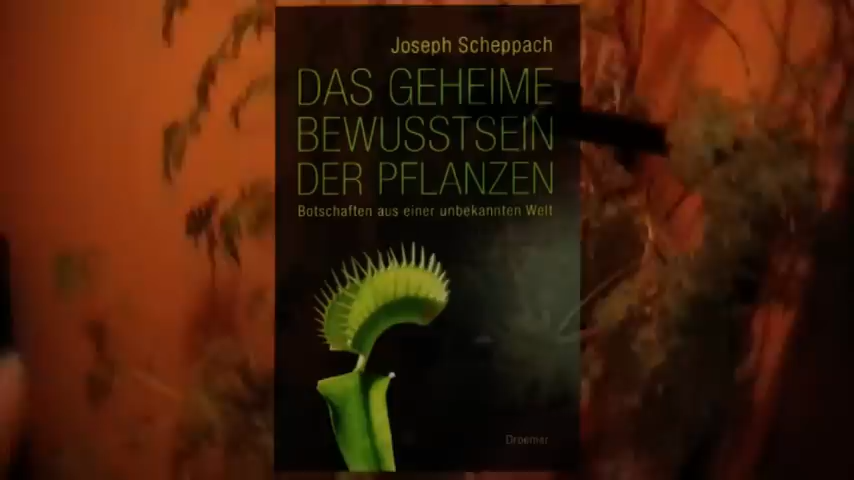 Joseph Scheppach
DAS GEHEIME
BEWUSSTSEIN
DER PFLANZEN
Botschaften aus einer unbekannten Welt
Droemer